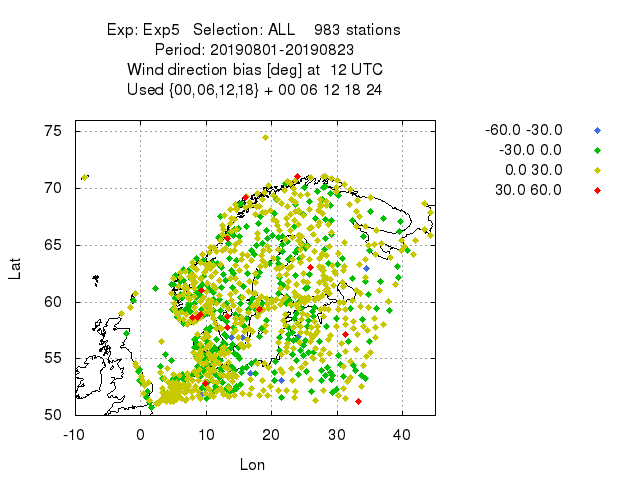 Exp: Exp5   Selection: ALL    983 stations
Period: 20190801-20190823
Wind direction bias [deg] at  12 UTC
Used {00,06,12,18} + 00 06 12 18 24
-60.0 -30.0
-30.0 0.0
0.0 30.0
30.0 60.0
75
70
65
60
55
50
Lat
-10 0 10 20 30 40
Lon